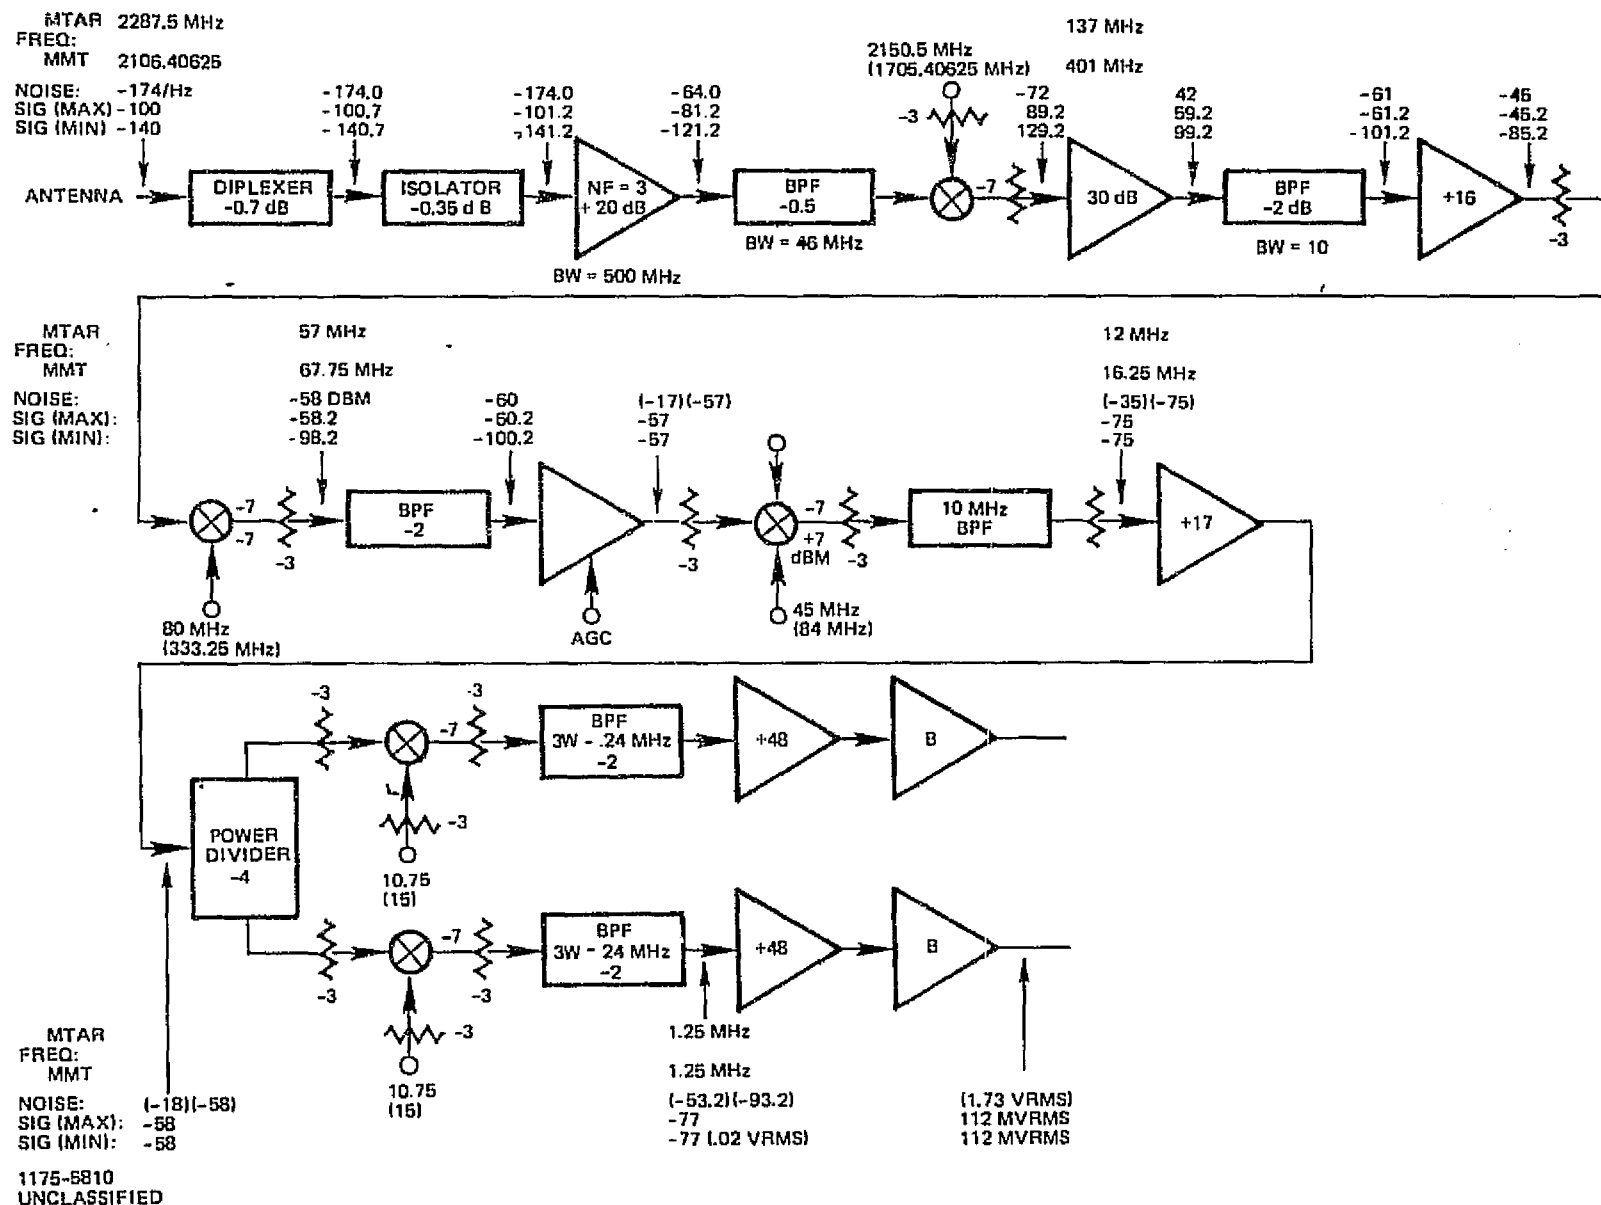 MTAR 2287.5 MHz
FREQ:
MMT 2106.40625
NOISE: -174/Hz
SIG (MAX) -100
SIG (MIN) -140
-174.0
-100.7
-140.7
-174.0
-101.2
-141.2
-64.0
-81.2
-121.2
2150.5 MHz
(1705.40625 MHz)
-3
137 MHz
401 MHz
-72
89.2
129.2
42
59.2
99.2
-61
-61.2
-101.2
-45.2
-85.2
ANTENNA
DIPLEXER
-0.7 dB
ISOLATOR
-0.35 d B
NF = 3
+ 20 dB
BW = 500 MHz
BPF
-0.5
BW = 46 MHz
-7
30 dB
BPF
-2 dB
BW = 10
+16
-3
MTAR
FREQ:
MMT
57 MHz
67.75 MHz
12 MHz
16.25 MHz
NOISE:
SIG (MAX):
SIG (MIN):
-58 DBM
-58.2
-98.2
-60
-60.2
-100.2
(-17)(-57)
-57
-57
(-35)(-75)
-75
-75
-7
-7
-3
80 MHz
(333.25 MHz)
BPF
-2
AGC
-3
-7
+7
dBM
-3
45 MHz
(84 MHz)
10 MHz
BPF
+17
-3
-7
-3
BPF
3W - .24 MHz
-2
+48
B
-3
10.75
(15)
POWER
DIVIDER
-4
-3
-7
-3
BPF
3W - 24 MHz
-2
+48
B
-3
10.75
(15)
MTAR
FREQ:
MMT
1.25 MHz
1.25 MHz
NOISE: (-18)(-58)
SIG (MAX): -58
SIG (MIN): -58
(-53.2)(-93.2)
-77
-77 (.02 VRMS)
(1.73 VRMS)
112 MVRMS
112 MVRMS
1175-5810
UNCLASSIFIED